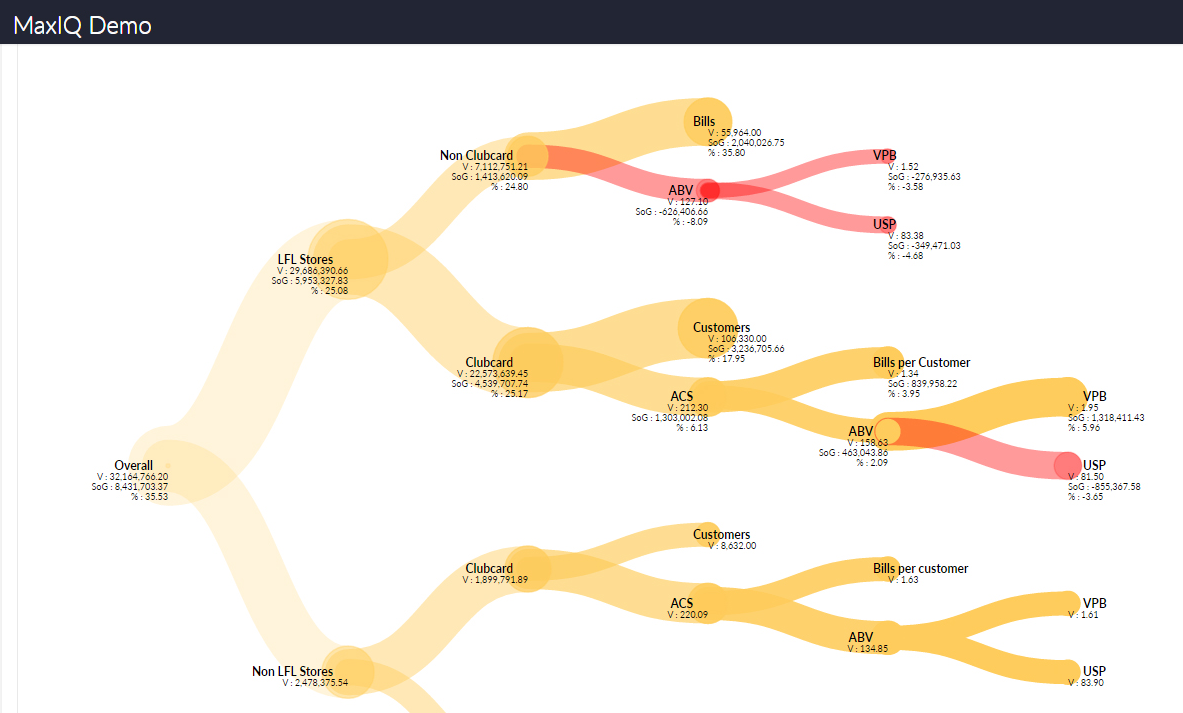 MaxIQ Demo
Bills
V : 55,964.00
SoG : 2,040,026.75
% : 35.80
Non Clubcard
V : 7,112,751.21
SoG : 1,413,620.09
% : 24.80
VPB
V : 1.52
SoG : -276,935.63
% : -3.58
ABV
V : 127.10
SoG : -626,406.66
% : -8.09
USP
V : 83.38
SoG : -349,471.03
% : -4.68
LFL Stores
V : 29,686,390.66
SoG : 5,953,327.83
% : 25.08
Customers
V : 106,330.00
SoG : 3,236,705.66
% : 17.95
Clubcard
V : 22,573,639.45
SoG : 4,539,707.74
% : 25.17
Bills per Customer
V : 1.34
SoG : 839,958.22
% : 3.95
ACS
V : 212.30
SoG : 1,303,002.08
% : 6.13
VPB
V : 1.95
SoG : 1,318,411.43
% : 5.96
ABV
V : 158.63
SoG : 463,043.86
% : 2.09
Overall
V : 32,164,766.20
SoG : 8,431,703.37
% : 35.53
USP
V : 81.50
SoG : -855,367.58
% : -3.65
Customers
V : 8,632.00
Clubcard
V : 1,899,791.89
Bills per customer
V : 1.63
ACS
V : 220.09
VPB
V : 1.61
ABV
V : 134.85
Non LFL Stores
V : 2,478,375.54
USP
V : 83.90